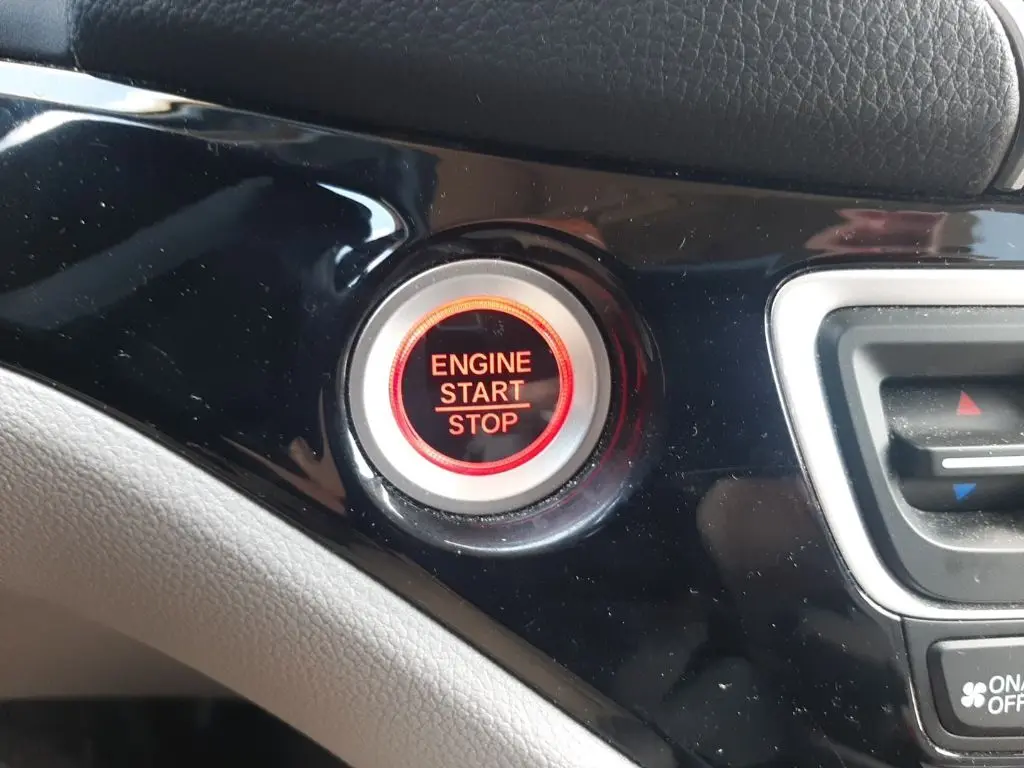 ENGINE
START
STOP
ON/
OFF